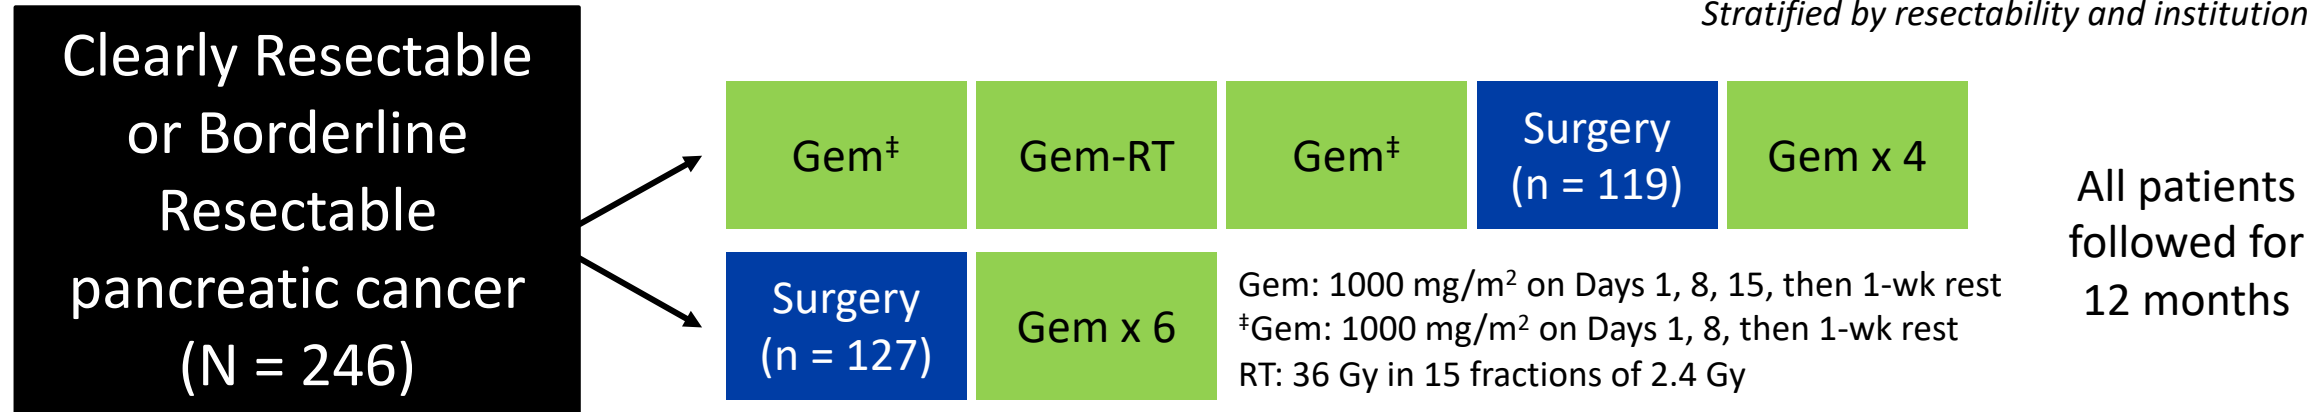 Stratified by resectability and institution
Clearly Resectable
or Borderline
Resectable
pancreatic cancer
(N = 246)
Gem‡
Gem-RT
Gem‡
Surgery
(n = 119)
Gem x 4
Surgery
(n = 127)
Gem x 6
Gem: 1000 mg/m² on Days 1, 8, 15, then 1-wk rest
‡Gem: 1000 mg/m² on Days 1, 8, then 1-wk rest
RT: 36 Gy in 15 fractions of 2.4 Gy
All patients
followed for
12 months